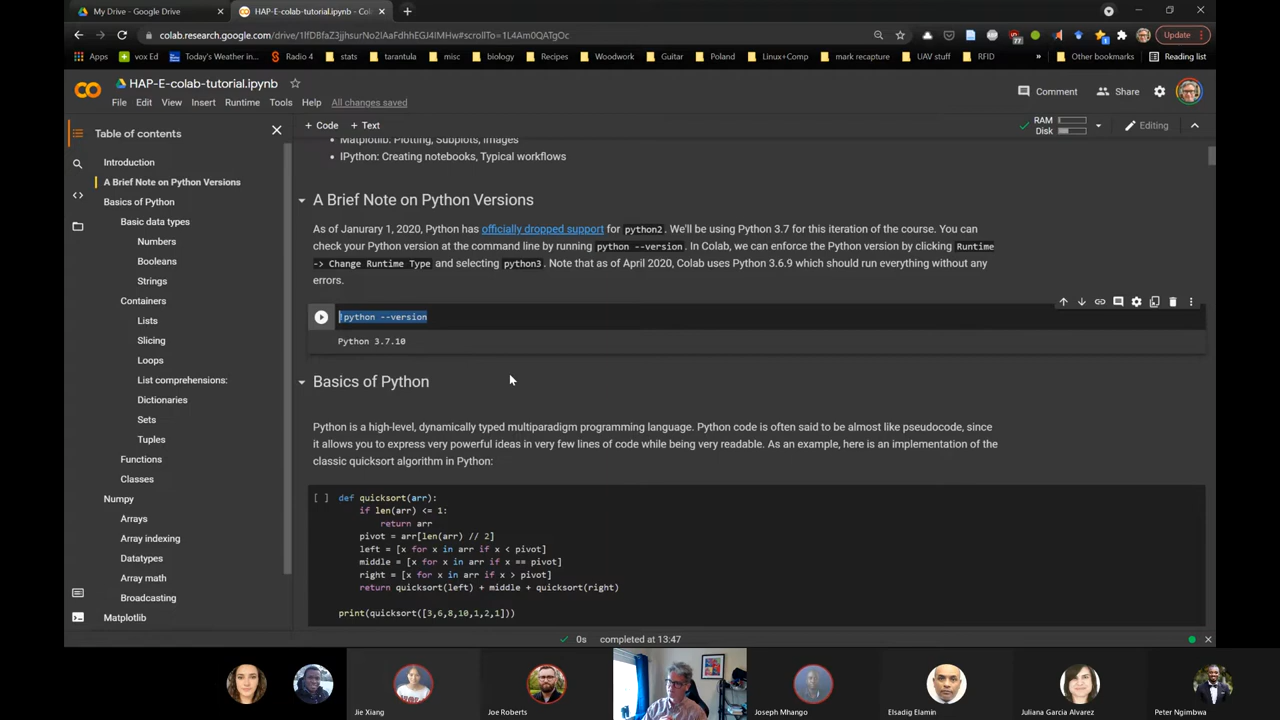 My Drive - Google Drive
HAP-E-colab-tutorial.ipynb - Col
colab.research.google.com/drive/1lfD8faZ3jjhsurNo2IAaFdhhEGJ4IMHw#scrollTo=1L4Am0QATgOc
Update
Apps
vox Ed
Today's Weather in...
Radio 4
stats
tarantula
misc
biology
Recipes
Woodwork
Guitar
Poland
Linux+Comp
mark recapture
UAV stuff
RFID
»
Other bookmarks
Reading list
HAP-E-colab-tutorial.ipynb
Comment
Share
File Edit View Insert Runtime Tools Help All changes saved
Table of contents
+ Code + Text
RAM
Disk
Editing
Introduction
A Brief Note on Python Versions
Basics of Python
Basic data types
Numbers
Booleans
Strings
Containers
Lists
Slicing
Loops
List comprehensions:
Dictionaries
Sets
Tuples
Functions
Classes
Numpy
Arrays
Array indexing
Datatypes
Array math
Broadcasting
Matplotlib
Matplotlib: Plotting, Subplots, Images
IPython: Creating notebooks, Typical workflows
A Brief Note on Python Versions
As of Janurary 1, 2020, Python has officially dropped support for python2. We'll be using Python 3.7 for this iteration of the course. You can
check your Python version at the command line by running python --version. In Colab, we can enforce the Python version by clicking Runtime
-> Change Runtime Type and selecting python3. Note that as of April 2020, Colab uses Python 3.6.9 which should run everything without any
errors.
!python --version
Python 3.7.10
Basics of Python
Python is a high-level, dynamically typed multiparadigm programming language. Python code is often said to be almost like pseudocode, since
it allows you to express very powerful ideas in very few lines of code while being very readable. As an example, here is an implementation of the
classic quicksort algorithm in Python:
[ ] def quicksort(arr):
if len(arr) <= 1:
return arr
pivot = arr[len(arr) // 2]
left = [x for x in arr if x < pivot]
middle = [x for x in arr if x == pivot]
right = [x for x in arr if x > pivot]
return quicksort(left) + middle + quicksort(right)
print(quicksort([3,6,8,10,1,2,1]))
0s completed at 13:47
Jie Xiang
Joe Roberts
Joseph Mhango
Elsadig Elamin
Juliana Garcia Alvarez
Peter Ngimbwa